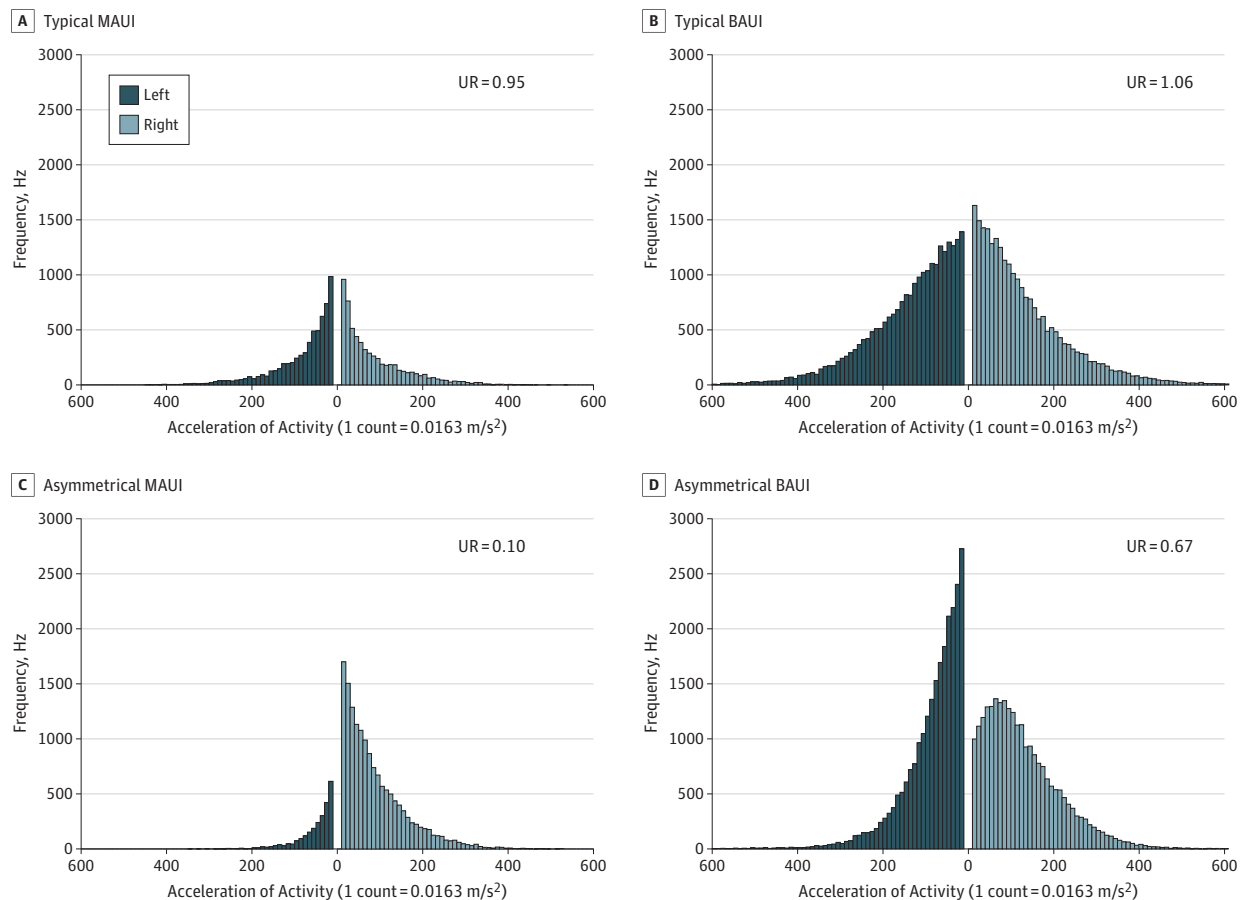 A Typical MAUI
3000
2500
2000
1500
1000
500
0
Frequency, Hz
Left
Right
UR = 0.95
600 400 200 0 200 400 600
Acceleration of Activity (1 count = 0.0163 m/s²)
B Typical BAUI
3000
2500
2000
1500
1000
500
0
Frequency, Hz
UR = 1.06
600 400 200 0 200 400 600
Acceleration of Activity (1 count = 0.0163 m/s²)
C Asymmetrical MAUI
3000
2500
2000
1500
1000
500
0
Frequency, Hz
UR = 0.10
600 400 200 0 200 400 600
Acceleration of Activity (1 count = 0.0163 m/s²)
D Asymmetrical BAUI
3000
2500
2000
1500
1000
500
0
Frequency, Hz
UR = 0.67
600 400 200 0 200 400 600
Acceleration of Activity (1 count = 0.0163 m/s²)